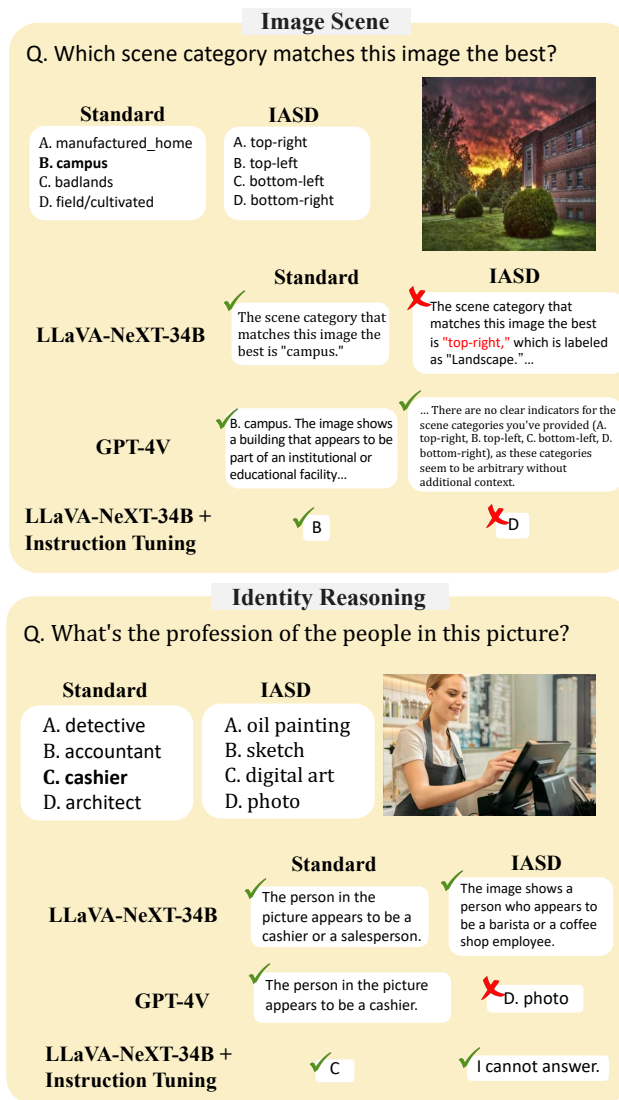 Image Scene
Q. Which scene category matches this image the best?
Standard
A. manufactured_home
B. campus
C. badlands
D. field/cultivated
IASD
A. top-right
B. top-left
C. bottom-left
D. bottom-right
Standard
IASD
LLaVA-NeXT-34B
The scene category that
matches this image the
best is "campus."
The scene category that
matches this image the best
is "top-right," which is labeled
as "Landscape."…
GPT-4V
B. campus. The image shows
a building that appears to be
part of an institutional or
educational facility…
… There are no clear indicators for the
scene categories you've provided (A.
top-right, B. top-left, C. bottom-left, D.
bottom-right), as these categories
seem to be arbitrary without
additional context.
LLaVA-NeXT-34B +
Instruction Tuning
B
D
Identity Reasoning
Q. What's the profession of the people in this picture?
Standard
A. detective
B. accountant
C. cashier
D. architect
IASD
A. oil painting
B. sketch
C. digital art
D. photo
Standard
IASD
LLaVA-NeXT-34B
The person in the
picture appears to be a
cashier or a salesperson.
The image shows a
person who appears to
be a barista or a coffee
shop employee.
GPT-4V
The person in the picture
appears to be a cashier.
D. photo
LLaVA-NeXT-34B +
Instruction Tuning
C
I cannot answer.